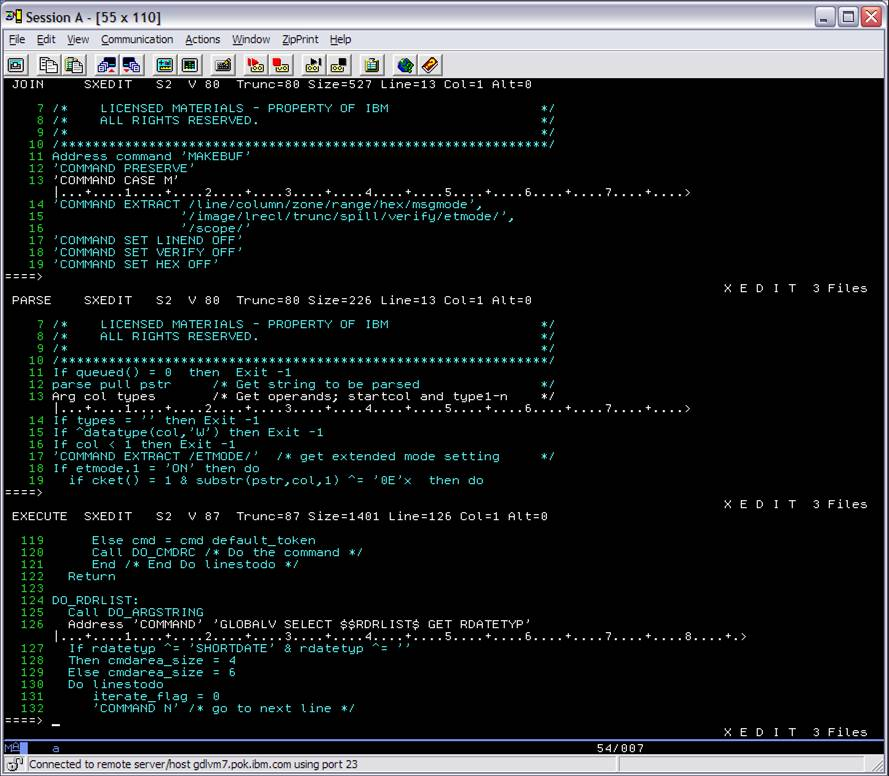 Session A - [55 x 110]
File Edit View Communication Actions Window ZipPrint Help
JOIN     SXEDIT   S2  V 80  Trunc=80 Size=527 Line=13 Col=1 Alt=0
7 /*    LICENSED MATERIALS - PROPERTY OF IBM                   */
8 /*    ALL RIGHTS RESERVED.                                   */
9 /*                                                           */
10 /*************************************************************/
11 Address command 'MAKEBUF'
12 'COMMAND PRESERVE'
13 'COMMAND CASE M'
|...+....1....+....2....+....3....+....4....+....5....+....6....+....7....+....>
14 'COMMAND EXTRACT /line/column/zone/range/hex/msgmode',
15                 '/image/lrecl/trunc/spill/verify/etmode/',
16                 '/scope/'
17 'COMMAND SET LINEND OFF'
18 'COMMAND SET VERIFY OFF'
19 'COMMAND SET HEX OFF'
====>
X E D I T  3 Files
PARSE    SXEDIT   S2  V 80  Trunc=80 Size=226 Line=13 Col=1 Alt=0
7 /*    LICENSED MATERIALS - PROPERTY OF IBM                   */
8 /*    ALL RIGHTS RESERVED.                                   */
9 /*                                                           */
10 /*************************************************************/
11 If queued() = 0  then  Exit -1
12 parse pull pstr     /* Get string to be parsed               */
13 Arg col types       /* Get operands; startcol and type1-n    */
|...+....1....+....2....+....3....+....4....+....5....+....6....+....7....+....>
14 If types = '' then Exit -1
15 If ^datatype(col,'W') then Exit -1
16 If col < 1 then Exit -1
17 'COMMAND EXTRACT /ETMODE/'  /* get extended mode setting     */
18 If etmode.1 = 'ON' then do
19   if cket() = 1 & substr(pstr,col,1) ^= '0E'x  then do
====>
X E D I T  3 Files
EXECUTE  SXEDIT   S2  V 87  Trunc=87 Size=1401 Line=126 Col=1 Alt=0
119      Else cmd = cmd default_token
120      Call DO_CMDRC /* Do the command */
121      End /* End Do linestodo */
122   Return
123
124 DO_RDRLIST:
125   Call DO_ARGSTRING
126   Address 'COMMAND' 'GLOBALV SELECT $$RDRLIST$ GET RDATETYP'
|...+....1....+....2....+....3....+....4....+....5....+....6....+....7....+....8....+.>
127   If rdatetyp ^= 'SHORTDATE' & rdatetyp ^= ''
128   Then cmdarea_size = 4
129   Else cmdarea_size = 6
130   Do linestodo
131      iterate_flag = 0
132      'COMMAND N' /* go to next line */
====>
X E D I T  3 Files
MA a 54/007
Connected to remote server/host gdlvm7.pok.ibm.com using port 23